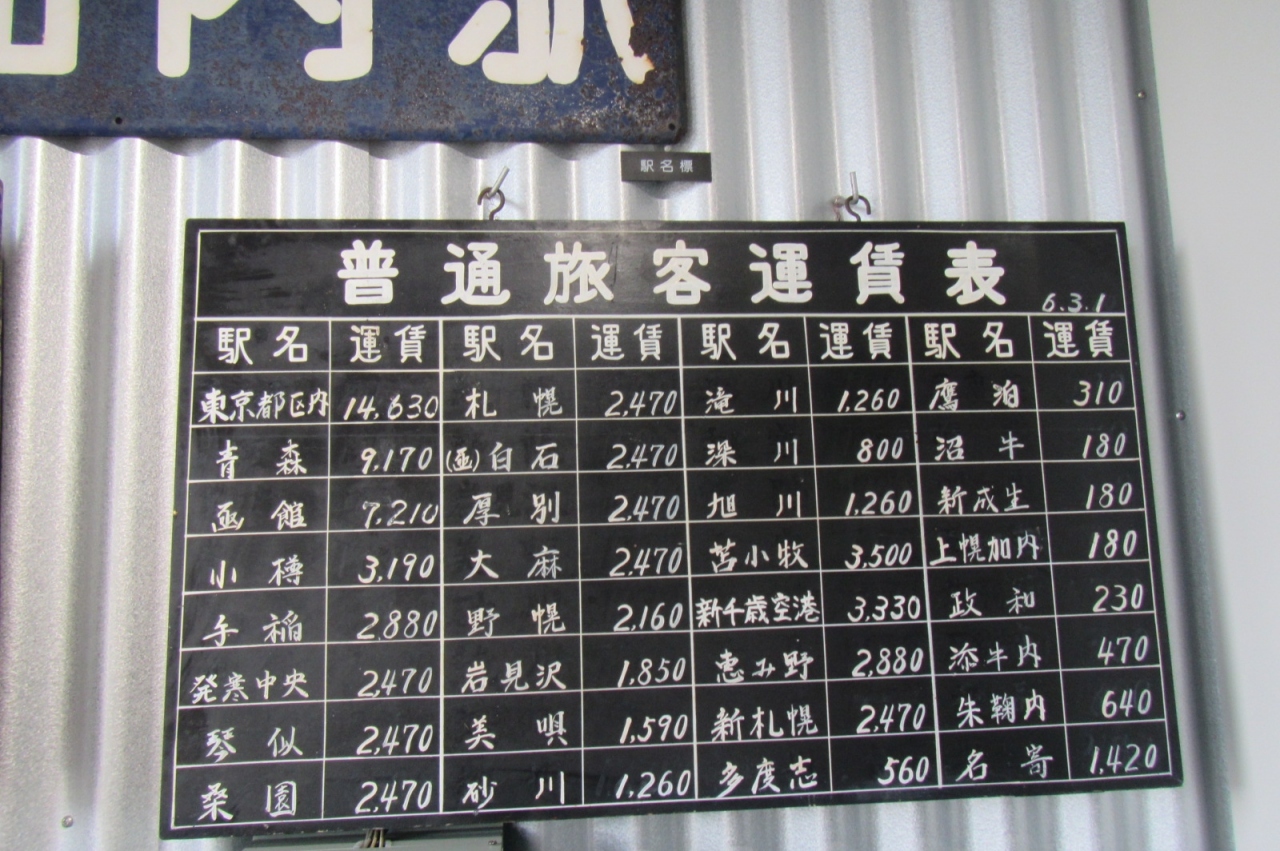 内
駅名標
普通旅客運賃表
6.3.1
駅名 運賃 駅名 運賃 駅名 運賃 駅名 運賃
東京都区内 14,630 札幌 2,470 滝川 1,260 鷹泊 310
青森 9,170 (函)白石 2,470 深川 800 沼牛 180
函館 7,210 厚別 2,470 旭川 1,260 新成生 180
小樽 3,190 大麻 2,470 苫小牧 3,500 上幌加内 180
手稲 2,880 野幌 2,160 新千歳空港 3,330 政和 230
発寒中央 2,470 岩見沢 1,850 恵み野 2,880 添牛内 470
琴似 2,470 美唄 1,590 新札幌 2,470 朱鞠内 640
桑園 2,470 砂川 1,260 多度志 560 名寄 1,420